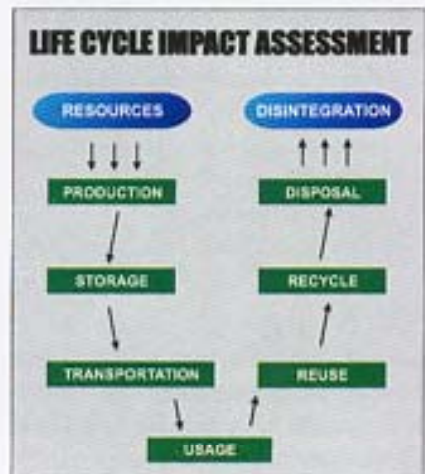 LIFE CYCLE IMPACT ASSESSMENT
RESOURCES
DISINTEGRATION
PRODUCTION
DISPOSAL
STORAGE
RECYCLE
TRANSPORTATION
REUSE
USAGE